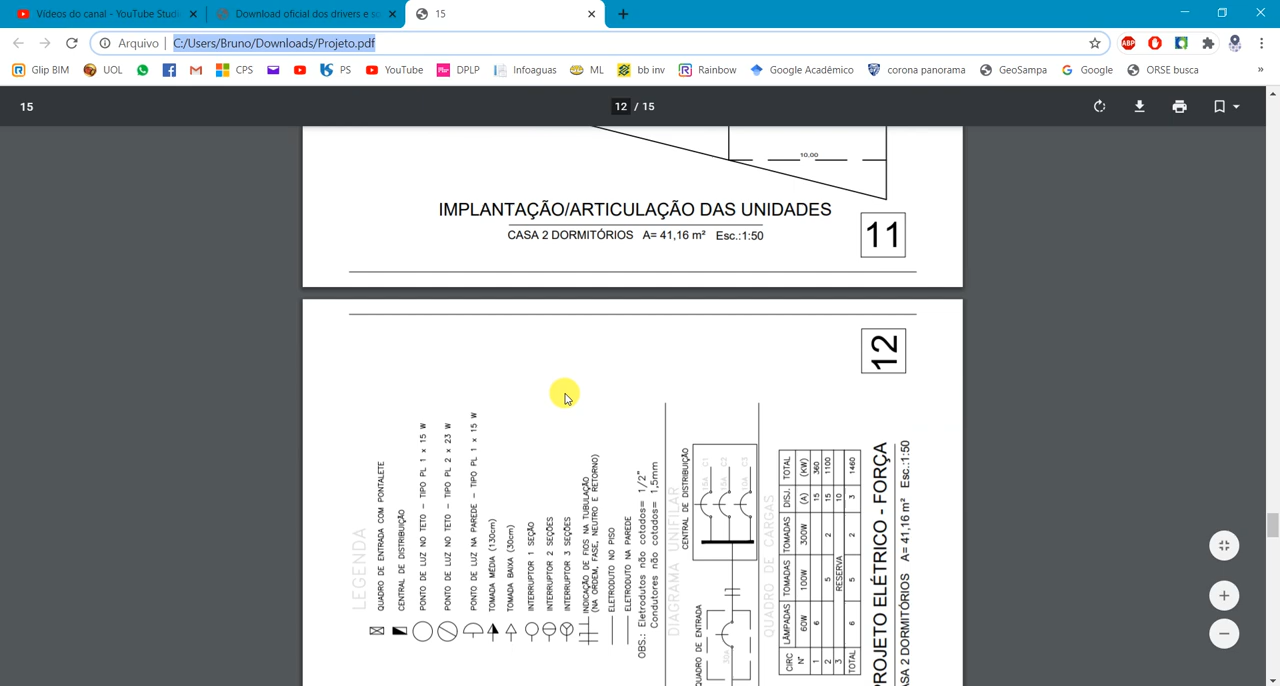 Vídeos do canal - YouTube Studi
Download oficial dos drivers e so
15
Arquivo
C:/Users/Bruno/Downloads/Projeto.pdf
ABP
Glip BIM
UOL
CPS
PS
YouTube
DPLP
Infoaguas
ML
bb inv
Rainbow
Google Acadêmico
corona panorama
GeoSampa
Google
ORSE busca
»
15
12 / 15
10,00
IMPLANTAÇÃO/ARTICULAÇÃO DAS UNIDADES
CASA 2 DORMITÓRIOS A= 41,16 m² Esc.:1:50
11
12
LEGENDA
QUADRO DE ENTRADA COM PONTALETE
CENTRAL DE DISTRIBUIÇÃO
PONTO DE LUZ NO TETO - TIPO PL 1 x 15 W
PONTO DE LUZ NO TETO - TIPO PL 2 x 23 W
PONTO DE LUZ NA PAREDE - TIPO PL 1 x 15 W
TOMADA MÉDIA (130cm)
TOMADA BAIXA (30cm)
INTERRUPTOR 1 SEÇÃO
INTERRUPTOR 2 SEÇÕES
INTERRUPTOR 3 SEÇÕES
INDICAÇÃO DE FIOS NA TUBULAÇÃO
(NA ORDEM, FASE, NEUTRO E RETORNO)
ELETRODUTO NO PISO
ELETRODUTO NA PAREDE
OBS.: Eletrodutos não cotados= 1/2"
Condutores não cotados= 1,5mm
DIAGRAMA UNIFILAR
CENTRAL DE DISTRIBUIÇÃO
15A C1
15A C2
10A C3
QUADRO DE ENTRADA
30A
QUADRO DE CARGAS
CIRC Nº LÂMPADAS 60W TOMADAS 100W TOMADAS 300W DISJ. (A) TOTAL (KW)
1 6 15 360
2 5 2 15 1100
3 RESERVA 10
TOTAL 6 5 2 3 1460
PROJETO ELÉTRICO - FORÇA
CASA 2 DORMITÓRIOS A= 41,16 m² Esc.:1:50